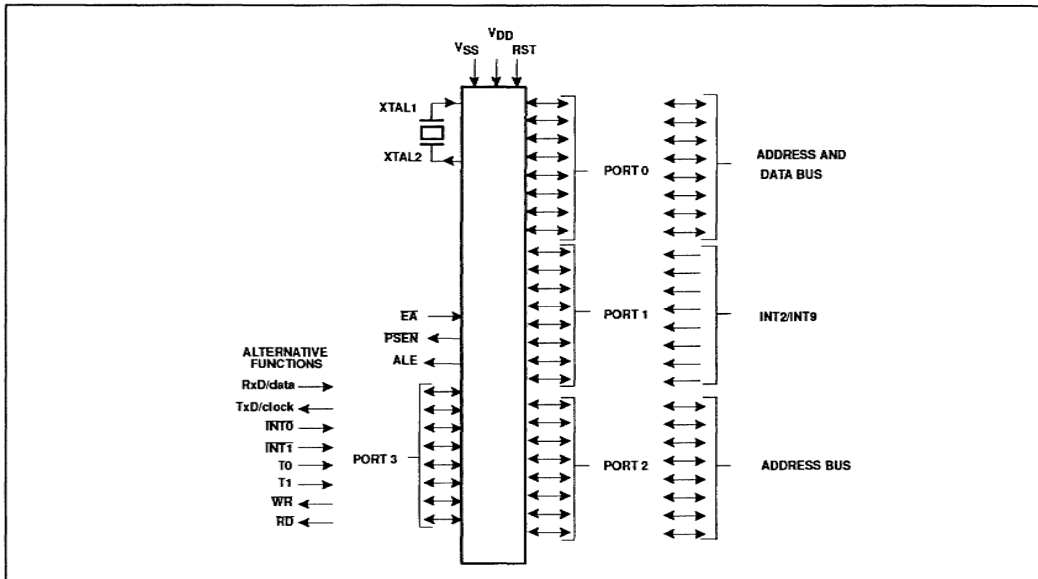 VSS
VDD
RST
XTAL1
XTAL2
PORT 0
ADDRESS AND
DATA BUS
EA
PSEN
ALE
PORT 1
INT2/INT9
ALTERNATIVE
FUNCTIONS
RxD/data
TxD/clock
INT0
INT1
T0
T1
WR
RD
PORT 3
PORT 2
ADDRESS BUS